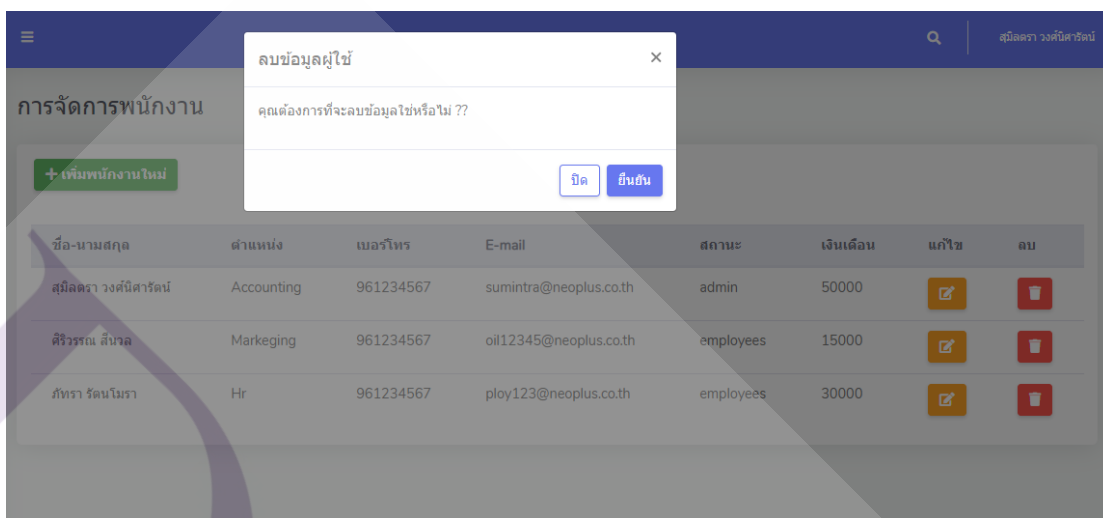 สุมิลตรา วงศ์นิศารัตน์
ลบข้อมูลผู้ใช้ ×
คุณต้องการที่จะลบข้อมูลใช่หรือไม่ ??
ปิด ยืนยัน
การจัดการพนักงาน
+ เพิ่มพนักงานใหม่
ชื่อ-นามสกุล ตำแหน่ง เบอร์โทร E-mail สถานะ เงินเดือน แก้ไข ลบ
สุมิลตรา วงศ์นิศารัตน์ Accounting 961234567 sumintra@neoplus.co.th admin 50000
ศิริวรรณ สีนวล Markeging 961234567 oil12345@neoplus.co.th employees 15000
ภัทรา รัตนโมรา Hr 961234567 ploy123@neoplus.co.th employees 30000